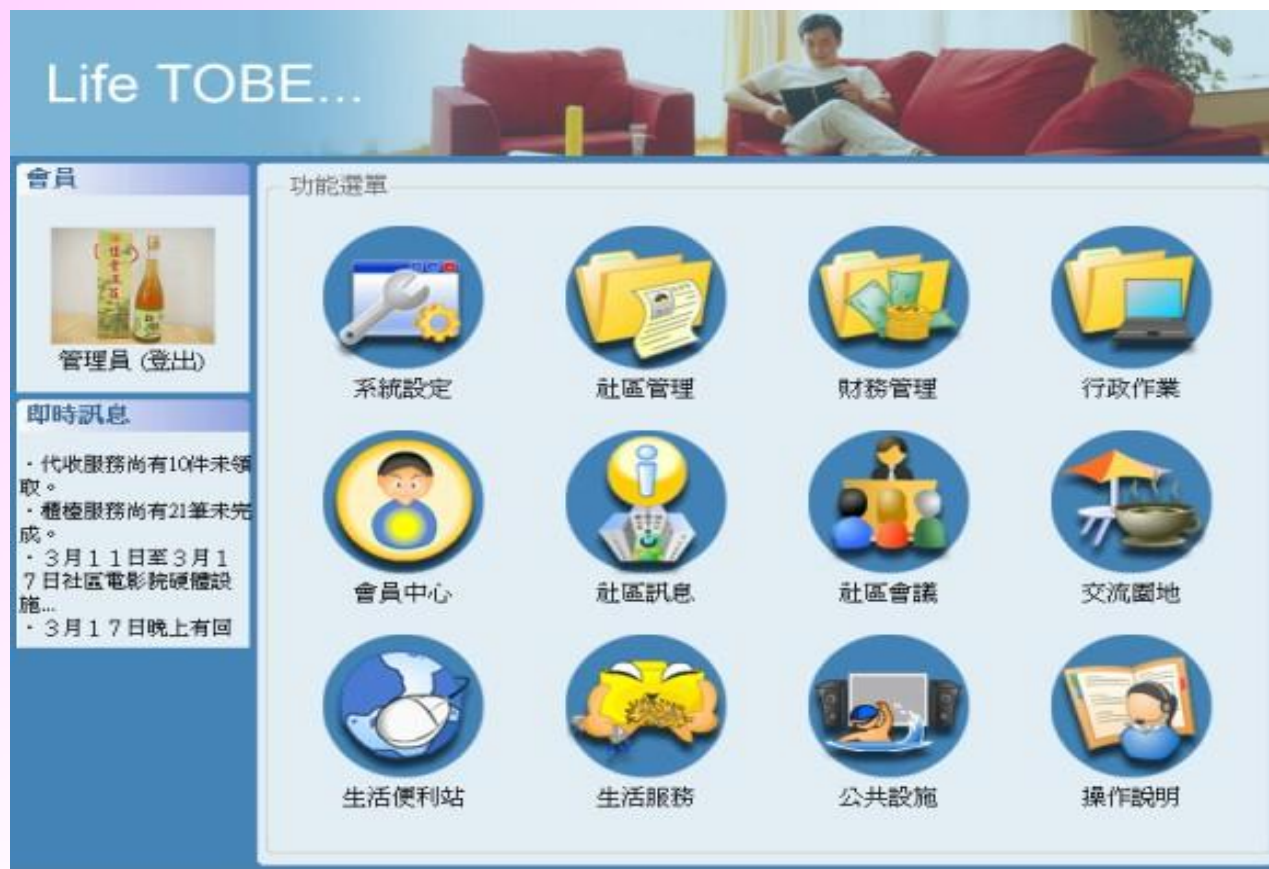 Life TOBE...
會員
管理員 (登出)
即時訊息
・代收服務尚有10件未領
取。
・櫃檯服務尚有21筆未完
成。
・３月１１日至３月１
７日社區電影院硬體設
施...
・３月１７日晚上有回
功能選單
系統設定
社區管理
財務管理
行政作業
會員中心
社區訊息
社區會議
交流園地
生活便利站
生活服務
公共設施
操作說明